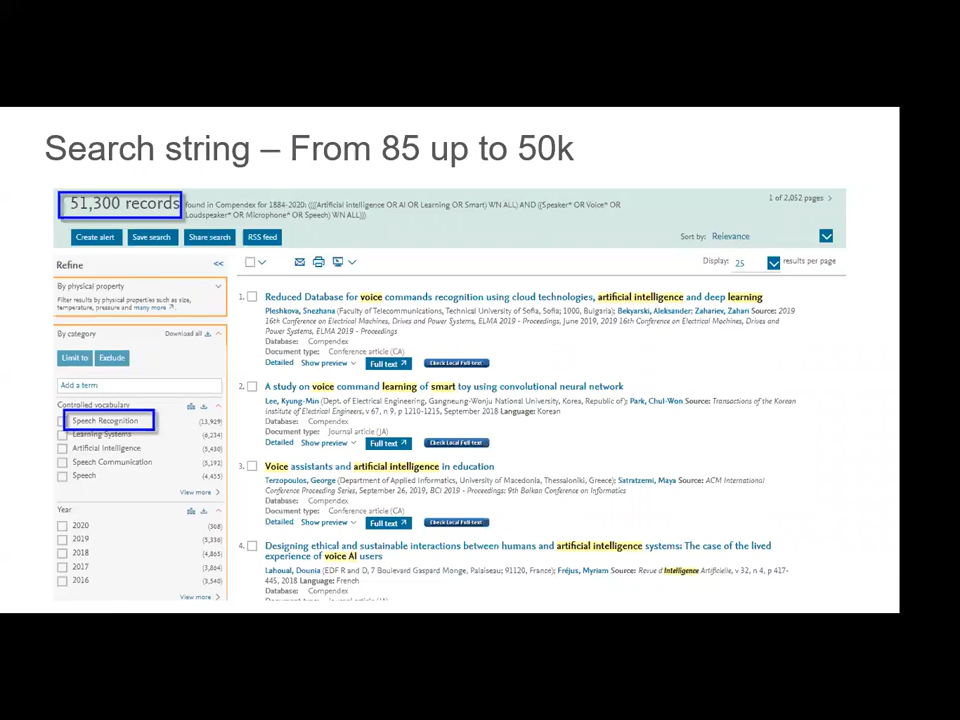 Search string – From 85 up to 50k
51,300 records found in Compendex for 1884-2020: ((((Artificial intelligence OR AI OR Learning OR Smart) WN ALL) AND ((Speaker* OR Voice* OR
Loudspeaker* OR Microphone* OR Speech) WN ALL)))
1 of 2,052 pages >
Create alert Save search Share search RSS feed
Sort by: Relevance
Refine <<
Display: 25 results per page
By physical property
Filter results by physical properties such as size,
temperature, pressure and many more
By category Download all
Limit to Exclude
Add a term
Controlled vocabulary
Speech Recognition (13,929)
Learning Systems (6,234)
Artificial Intelligence (5,430)
Speech Communication (5,192)
Speech (4,455)
View more >
Year
2020 (308)
2019 (5,336)
2018 (4,865)
2017 (3,864)
2016 (3,540)
View more >
1. Reduced Database for voice commands recognition using cloud technologies, artificial intelligence and deep learning
Pleshkova, Snezhana (Faculty of Telecommunications, Technical University of Sofia, Sofia; 1000, Bulgaria); Bekyarski, Aleksander; Zahariev, Zahari Source: 2019
16th Conference on Electrical Machines, Drives and Power Systems, ELMA 2019 - Proceedings, June 2019, 2019 16th Conference on Electrical Machines, Drives and
Power Systems, ELMA 2019 - Proceedings
Database: Compendex
Document type: Conference article (CA)
Detailed Show preview Full text Check Local Full-text
2. A study on voice command learning of smart toy using convolutional neural network
Lee, Kyung-Min (Dept. of Electrical Engineering, Gangneung-Wonju National University, Korea, Republic of); Park, Chul-Won Source: Transactions of the Korean
Institute of Electrical Engineers, v 67, n 9, p 1210-1215, September 2018 Language: Korean
Database: Compendex
Document type: Journal article (JA)
Detailed Show preview Full text Check Local Full-text
3. Voice assistants and artificial intelligence in education
Terzopoulos, George (Department of Applied Informatics, University of Macedonia, Thessaloniki, Greece); Satratzemi, Maya Source: ACM International
Conference Proceeding Series, September 26, 2019, BCI 2019 - Proceedings: 9th Balkan Conference on Informatics
Database: Compendex
Document type: Conference article (CA)
Detailed Show preview Full text Check Local Full-text
4. Designing ethical and sustainable interactions between humans and artificial intelligence systems: The case of the lived
experience of voice AI users
Lahoual, Dounia (EDF R and D, 7 Boulevard Gaspard Monge, Palaiseau; 91120, France); Fréjus, Myriam Source: Revue d'Intelligence Artificielle, v 32, n 4, p 417-
445, 2018 Language: French
Database: Compendex
Document type: Journal article (JA)